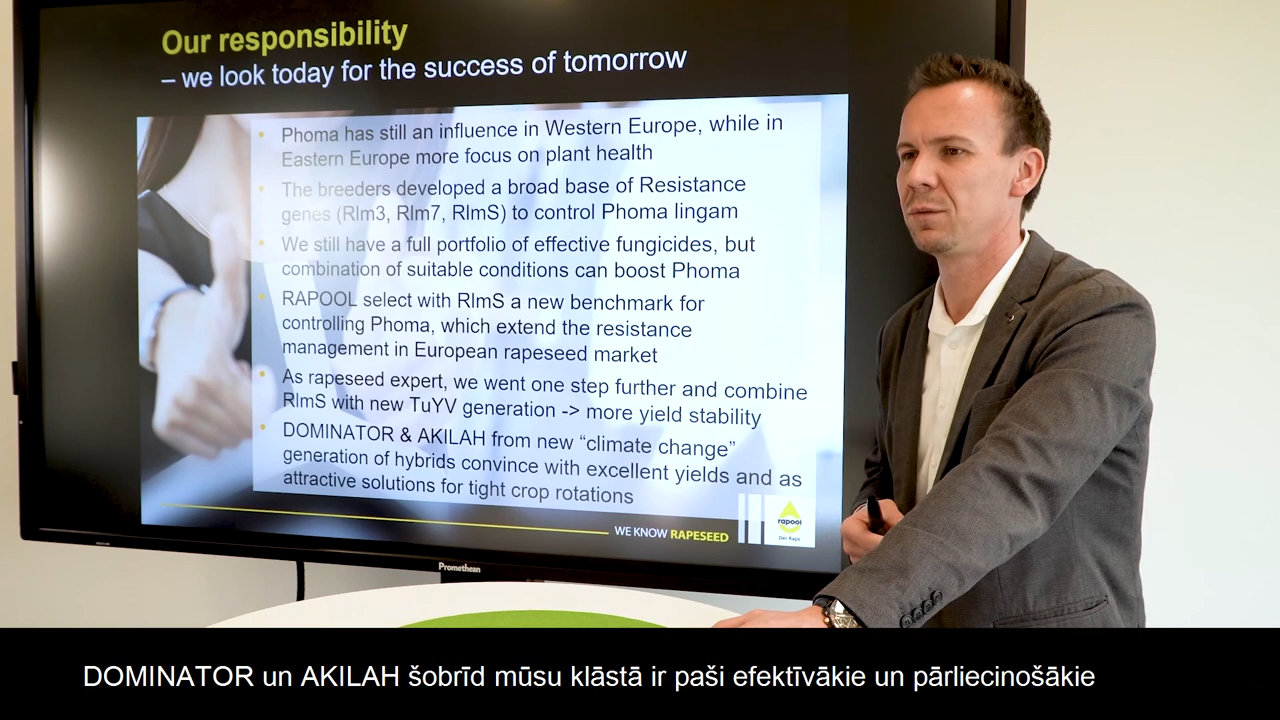 Our responsibility
– we look today for the success of tomorrow
• Phoma has still an influence in Western Europe, while in
Eastern Europe more focus on plant health
• The breeders developed a broad base of Resistance
genes (Rlm3, Rlm7, RlmS) to control Phoma lingam
• We still have a full portfolio of effective fungicides, but
combination of suitable conditions can boost Phoma
• RAPOOL select with RlmS a new benchmark for
controlling Phoma, which extend the resistance
management in European rapeseed market
• As rapeseed expert, we went one step further and combine
RlmS with new TuYV generation -> more yield stability
• DOMINATOR & AKILAH from new “climate change”
generation of hybrids convince with excellent yields and as
attractive solutions for tight crop rotations
WE KNOW RAPESEED
rapool
Der Raps
Promethean
DOMINATOR un AKILAH šobrīd mūsu klāstā ir paši efektīvākie un pārliecinošākie